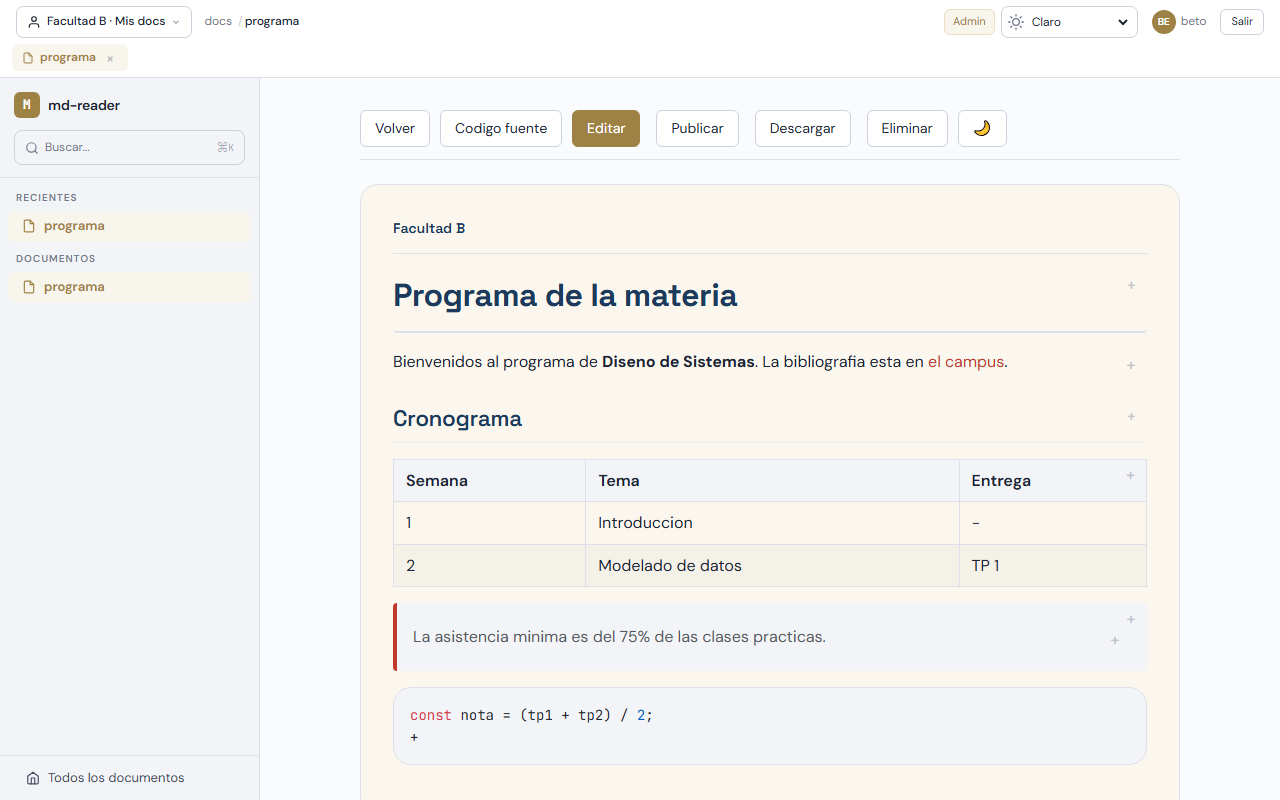 Facultad B · Mis docs
docs / programa
Admin
Claro
BE
beto
Salir
programa ×
M
md-reader
Buscar...
⌘K
RECIENTES
programa
DOCUMENTOS
programa
Todos los documentos
Volver
Codigo fuente
Editar
Publicar
Descargar
Eliminar
Facultad B
Programa de la materia
+
Bienvenidos al programa de Diseno de Sistemas. La bibliografia esta en el campus.
+
Cronograma
+
Semana Tema Entrega +
1 Introduccion -
2 Modelado de datos TP 1
La asistencia minima es del 75% de las clases practicas.
+
+
const nota = (tp1 + tp2) / 2;
+